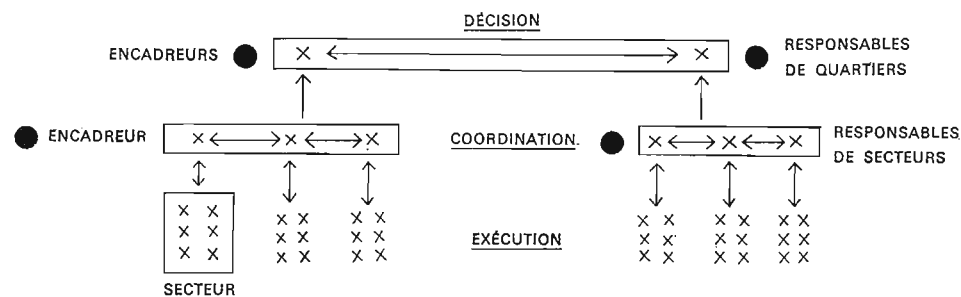 DÉCISION
ENCADREURS
RESPONSABLES
DE QUARTIERS
ENCADREUR
COORDINATION.
RESPONSABLES
DE SECTEURS
EXÉCUTION
SECTEUR